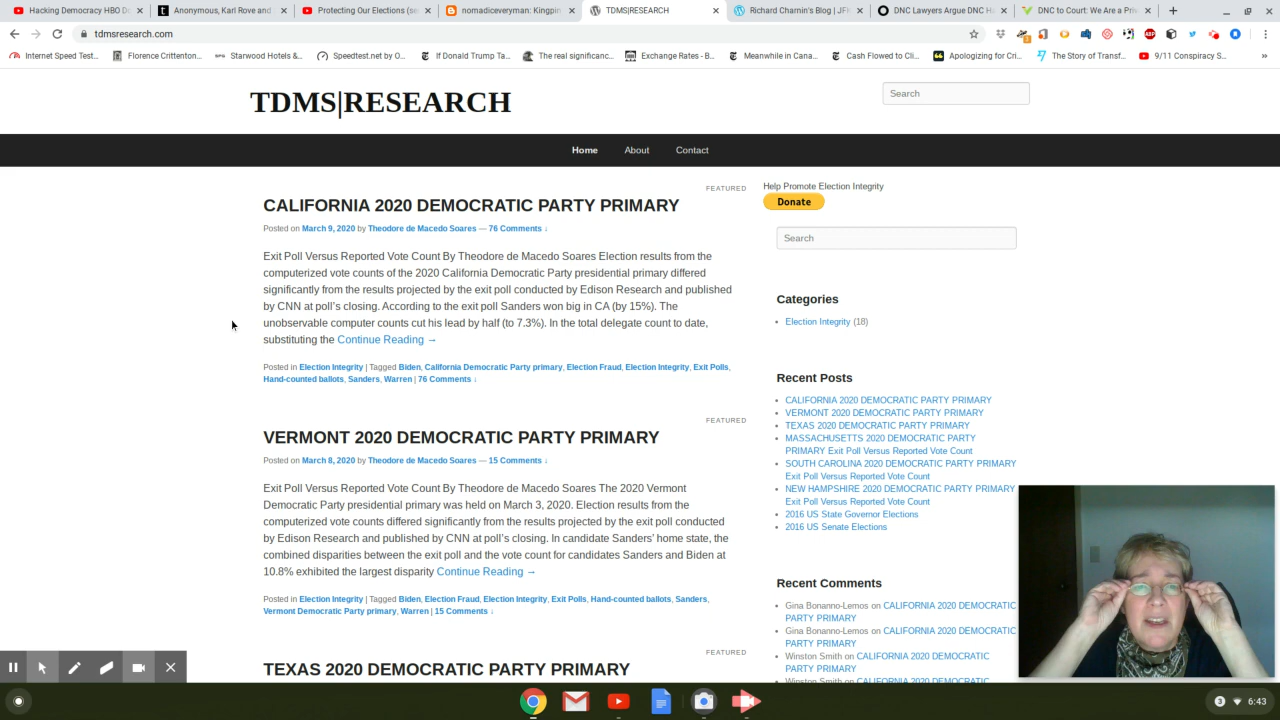 Hacking Democracy HBO D
Anonymous, Karl Rove and
Protecting Our Elections (se
nomadiceveryman: Kingpin
TDMS|RESEARCH
Richard Charnin's Blog | JF
DNC Lawyers Argue DNC H
DNC to Court: We Are a Pri
tdmsresearch.com
Internet Speed Test...
Florence Crittenton...
Starwood Hotels &...
Speedtest.net by O...
If Donald Trump Ta...
The real significanc...
Exchange Rates - B...
Meanwhile in Cana...
Cash Flowed to Cli...
Apologizing for Cri...
The Story of Transf...
9/11 Conspiracy S...
»
TDMS|RESEARCH
Search
Home
About
Contact
FEATURED
CALIFORNIA 2020 DEMOCRATIC PARTY PRIMARY
Posted on March 9, 2020 by Theodore de Macedo Soares — 76 Comments ↓
Exit Poll Versus Reported Vote Count By Theodore de Macedo Soares Election results from the
computerized vote counts of the 2020 California Democratic Party presidential primary differed
significantly from the results projected by the exit poll conducted by Edison Research and published
by CNN at poll's closing. According to the exit poll Sanders won big in CA (by 15%). The
unobservable computer counts cut his lead by half (to 7.3%). In the total delegate count to date,
substituting the Continue Reading →
Posted in Election Integrity | Tagged Biden, California Democratic Party primary, Election Fraud, Election Integrity, Exit Polls,
Hand-counted ballots, Sanders, Warren | 76 Comments ↓
FEATURED
VERMONT 2020 DEMOCRATIC PARTY PRIMARY
Posted on March 8, 2020 by Theodore de Macedo Soares — 15 Comments ↓
Exit Poll Versus Reported Vote Count By Theodore de Macedo Soares The 2020 Vermont
Democratic Party presidential primary was held on March 3, 2020. Election results from the
computerized vote counts differed significantly from the results projected by the exit poll conducted
by Edison Research and published by CNN at poll's closing. In candidate Sanders' home state, the
combined disparities between the exit poll and the vote count for candidates Sanders and Biden at
10.8% exhibited the largest disparity Continue Reading →
Posted in Election Integrity | Tagged Biden, Election Fraud, Election Integrity, Exit Polls, Hand-counted ballots, Sanders,
Vermont Democratic Party primary, Warren | 15 Comments ↓
FEATURED
TEXAS 2020 DEMOCRATIC PARTY PRIMARY
Help Promote Election Integrity
Donate
Search
Categories
Election Integrity (18)
Recent Posts
CALIFORNIA 2020 DEMOCRATIC PARTY PRIMARY
VERMONT 2020 DEMOCRATIC PARTY PRIMARY
TEXAS 2020 DEMOCRATIC PARTY PRIMARY
MASSACHUSETTS 2020 DEMOCRATIC PARTY
PRIMARY Exit Poll Versus Reported Vote Count
SOUTH CAROLINA 2020 DEMOCRATIC PARTY PRIMARY
Exit Poll Versus Reported Vote Count
NEW HAMPSHIRE 2020 DEMOCRATIC PARTY PRIMARY
Exit Poll Versus Reported Vote Count
2016 US State Governor Elections
2016 US Senate Elections
Recent Comments
Gina Bonanno-Lemos on CALIFORNIA 2020 DEMOCRATIC
PARTY PRIMARY
Gina Bonanno-Lemos on CALIFORNIA 2020 DEMOCRATIC
PARTY PRIMARY
Winston Smith on CALIFORNIA 2020 DEMOCRATIC
PARTY PRIMARY
Winston Smith on CALIFORNIA 2020 DEMOCRATIC
3
6:43